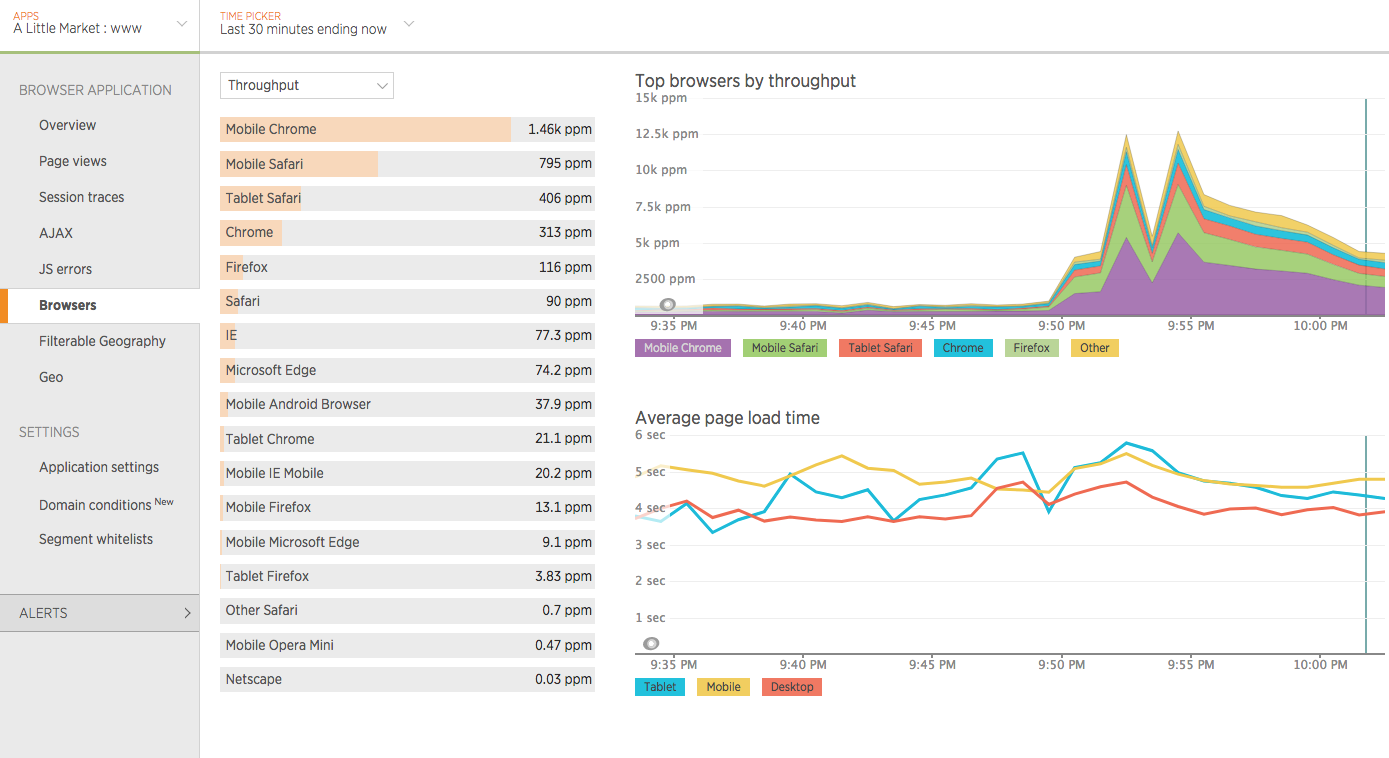 APPS
A Little Market : www
TIME PICKER
Last 30 minutes ending now
BROWSER APPLICATION
Overview
Page views
Session traces
AJAX
JS errors
Browsers
Filterable Geography
Geo
SETTINGS
Application settings
Domain conditions New
Segment whitelists
ALERTS
Throughput
Mobile Chrome 1.46k ppm
Mobile Safari 795 ppm
Tablet Safari 406 ppm
Chrome 313 ppm
Firefox 116 ppm
Safari 90 ppm
IE 77.3 ppm
Microsoft Edge 74.2 ppm
Mobile Android Browser 37.9 ppm
Tablet Chrome 21.1 ppm
Mobile IE Mobile 20.2 ppm
Mobile Firefox 13.1 ppm
Mobile Microsoft Edge 9.1 ppm
Tablet Firefox 3.83 ppm
Other Safari 0.7 ppm
Mobile Opera Mini 0.47 ppm
Netscape 0.03 ppm
Top browsers by throughput
15k ppm
12.5k ppm
10k ppm
7.5k ppm
5k ppm
2500 ppm
9:35 PM 9:40 PM 9:45 PM 9:50 PM 9:55 PM 10:00 PM
Mobile Chrome Mobile Safari Tablet Safari Chrome Firefox Other
Average page load time
6 sec
5 sec
4 sec
3 sec
2 sec
1 sec
9:35 PM 9:40 PM 9:45 PM 9:50 PM 9:55 PM 10:00 PM
Tablet Mobile Desktop